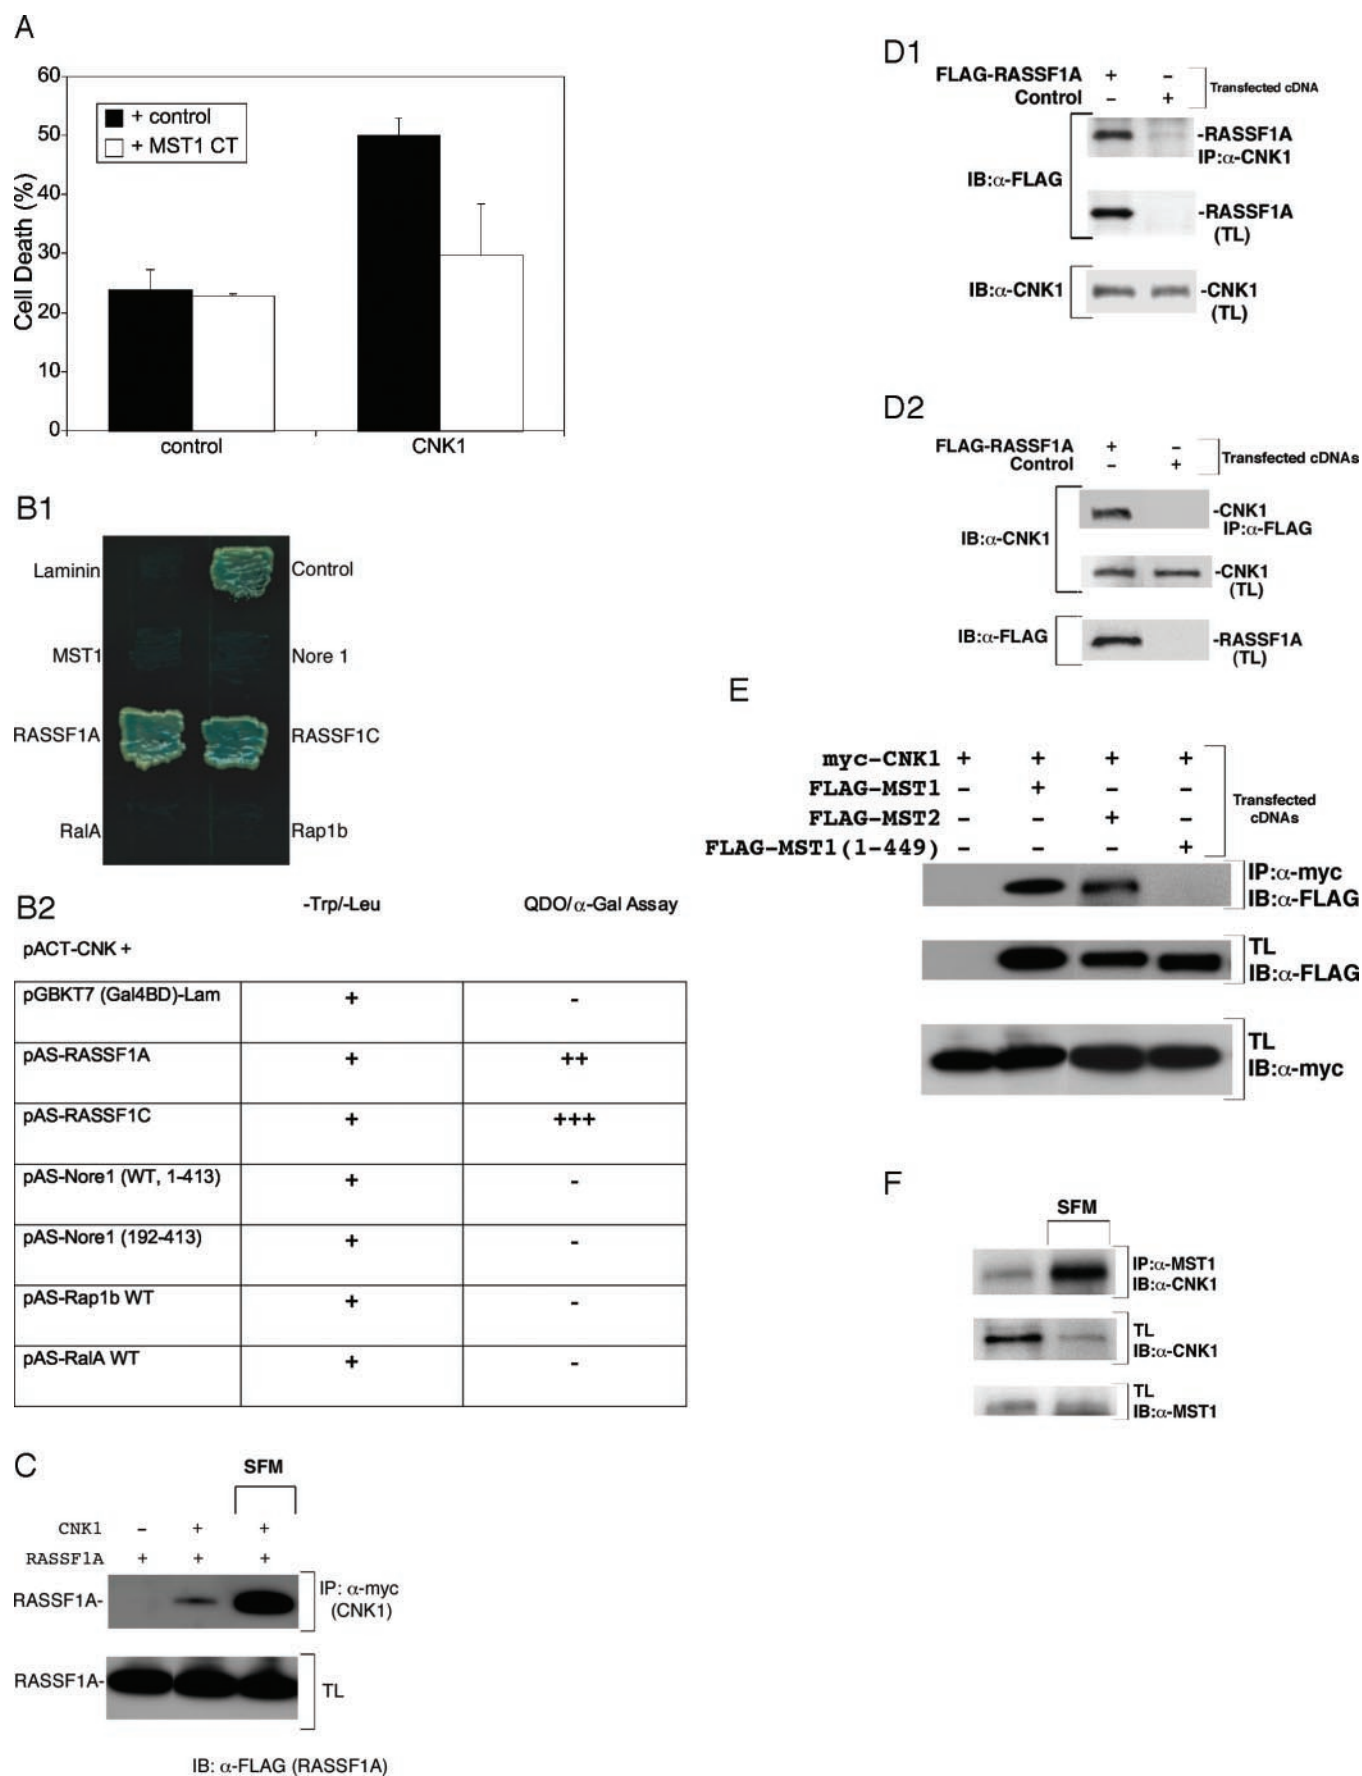 A
60
50
40
30
20
10
0
Cell Death (%)
+ control
+ MST1 CT
control
CNK1
B1
Laminin
Control
MST1
Nore 1
RASSF1A
RASSF1C
RalA
Rap1b
B2
-Trp/-Leu
QDO/α-Gal Assay
pACT-CNK +
pGBKT7 (Gal4BD)-Lam + -
pAS-RASSF1A + ++
pAS-RASSF1C + +++
pAS-Nore1 (WT, 1-413) + -
pAS-Nore1 (192-413) + -
pAS-Rap1b WT + -
pAS-RalA WT + -
C
SFM
CNK1 - + +
RASSF1A + + +
RASSF1A-
IP: α-myc
(CNK1)
RASSF1A-
TL
IB: α-FLAG (RASSF1A)
D1
FLAG-RASSF1A + -
Control - +
Transfected cDNA
IB:α-FLAG
-RASSF1A
IP:α-CNK1
-RASSF1A
(TL)
IB:α-CNK1
-CNK1
(TL)
D2
FLAG-RASSF1A + -
Control - +
Transfected cDNAs
IB:α-CNK1
-CNK1
IP:α-FLAG
-CNK1
(TL)
IB:α-FLAG
-RASSF1A
(TL)
E
myc-CNK1 + + + +
FLAG-MST1 - + - -
FLAG-MST2 - - + -
FLAG-MST1(1-449) - - - +
Transfected
cDNAs
IP:α-myc
IB:α-FLAG
TL
IB:α-FLAG
TL
IB:α-myc
F
SFM
IP:α-MST1
IB:α-CNK1
TL
IB:α-CNK1
TL
IB:α-MST1